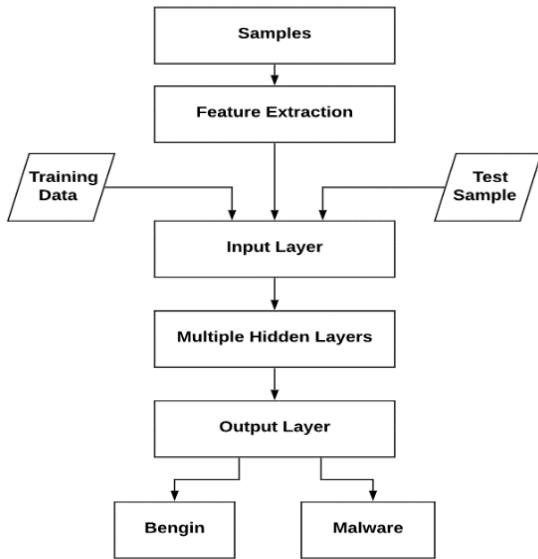 Samples
Feature Extraction
Training
Data
Test
Sample
Input Layer
Multiple Hidden Layers
Output Layer
Bengin
Malware